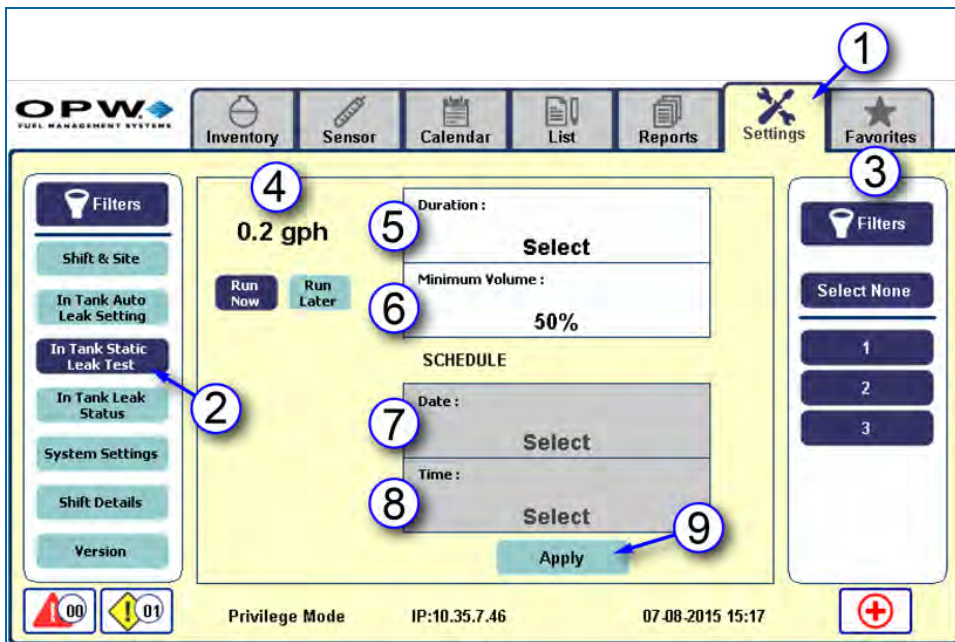 1
OPW
FUEL MANAGEMENT SYSTEMS
Inventory
Sensor
Calendar
List
Reports
Settings
Favorites
Filters
Shift & Site
In Tank Auto
Leak Setting
In Tank Static
Leak Test
2
In Tank Leak
Status
System Settings
Shift Details
Version
4
0.2 gph
Run
Now
Run
Later
5
Duration :
Select
6
Minimum Volume :
50%
SCHEDULE
7
Date :
Select
8
Time :
Select
9
Apply
3
Filters
Select None
1
2
3
00
01
Privilege Mode
IP:10.35.7.46
07-08-2015 15:17